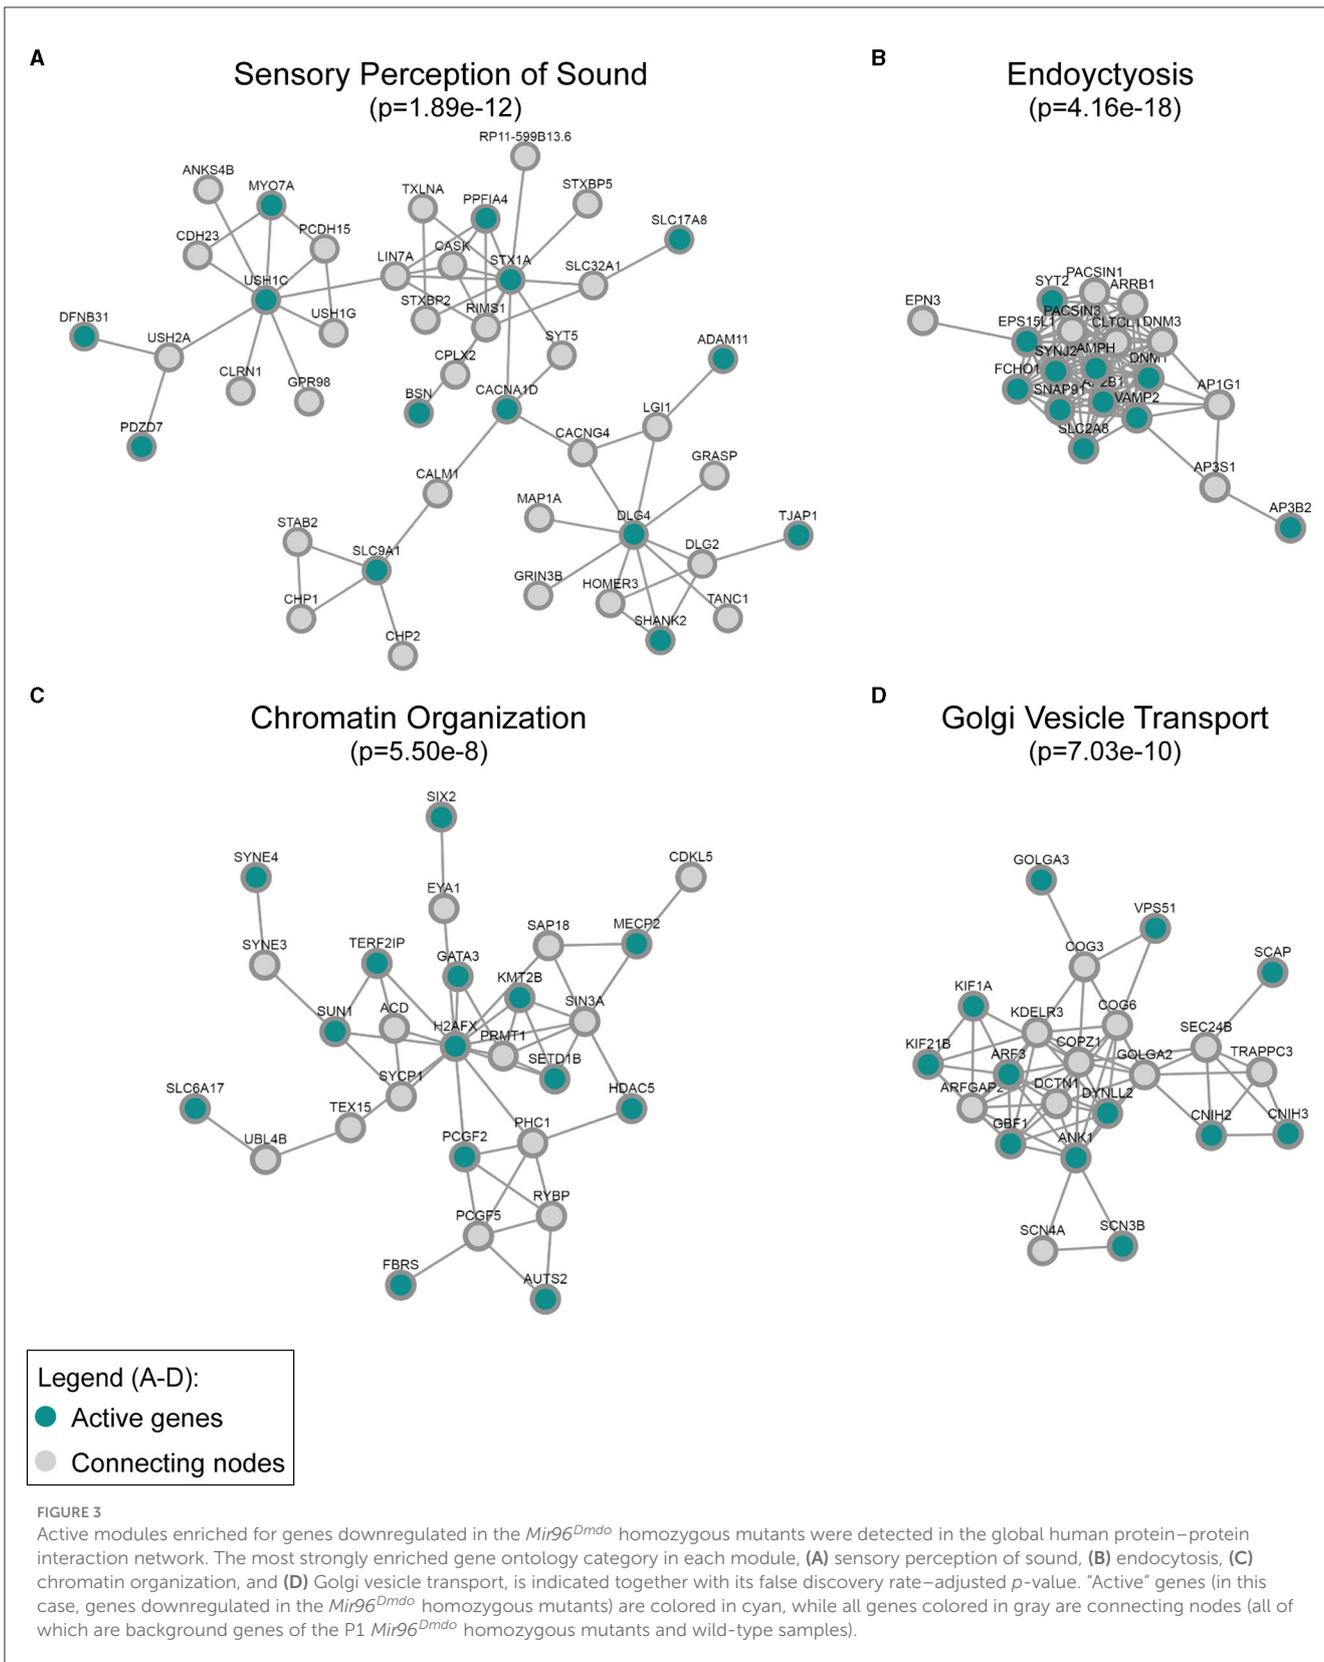 A
Sensory Perception of Sound
(p=1.89e-12)
RP11-599B13.6
ANKS4B
MYO7A
TXLNA
PPFIA4
STXBP5
SLC17A8
CDH23
PCDH15
LIN7A
CASK
STX1A
SLC32A1
USH1C
STXBP2
RIMS1
USH1G
DFNB31
USH2A
SYT5
ADAM11
CLRN1
GPR98
CPLX2
BSN
CACNA1D
LGI1
PDZD7
CACNG4
GRASP
CALM1
MAP1A
DLG4
TJAP1
STAB2
SLC9A1
DLG2
GRIN3B
HOMER3
CHP1
TANC1
SHANK2
CHP2
B
Endoyctyosis
(p=4.16e-18)
PACSIN1
SYT2
ARRB1
EPN3
PACSIN3
EPS15L1
DNM3
SYNJ2
AMPH
DNM1
FCHO1
SNAP91
AP1G1
VAMP2
SLC2A8
AP3S1
AP3B2
C
Chromatin Organization
(p=5.50e-8)
SIX2
SYNE4
CDKL5
EYA1
SAP18
MECP2
SYNE3
TERF2IP
GATA3
KMT2B
SIN3A
SUN1
ACD
H2AFX
PRMT1
SETD1B
SYCP1
SLC6A17
HDAC5
TEX15
PHC1
UBL4B
PCGF2
RYBP
PCGF5
FBRS
AUTS2
D
Golgi Vesicle Transport
(p=7.03e-10)
GOLGA3
VPS51
COG3
SCAP
KIF1A
KDELR3
COG6
SEC24B
KIF21B
ARF3
COPZ1
GOLGA2
TRAPPC3
ARFGAP2
DCTN1
DYNLL2
GBF1
CNIH2
CNIH3
ANK1
SCN4A
SCN3B
Legend (A-D):
Active genes
Connecting nodes
FIGURE 3
Active modules enriched for genes downregulated in the Mir96Dmdo homozygous mutants were detected in the global human protein–protein
interaction network. The most strongly enriched gene ontology category in each module, (A) sensory perception of sound, (B) endocytosis, (C)
chromatin organization, and (D) Golgi vesicle transport, is indicated together with its false discovery rate–adjusted p-value. “Active” genes (in this
case, genes downregulated in the Mir96Dmdo homozygous mutants) are colored in cyan, while all genes colored in gray are connecting nodes (all of
which are background genes of the P1 Mir96Dmdo homozygous mutants and wild-type samples).